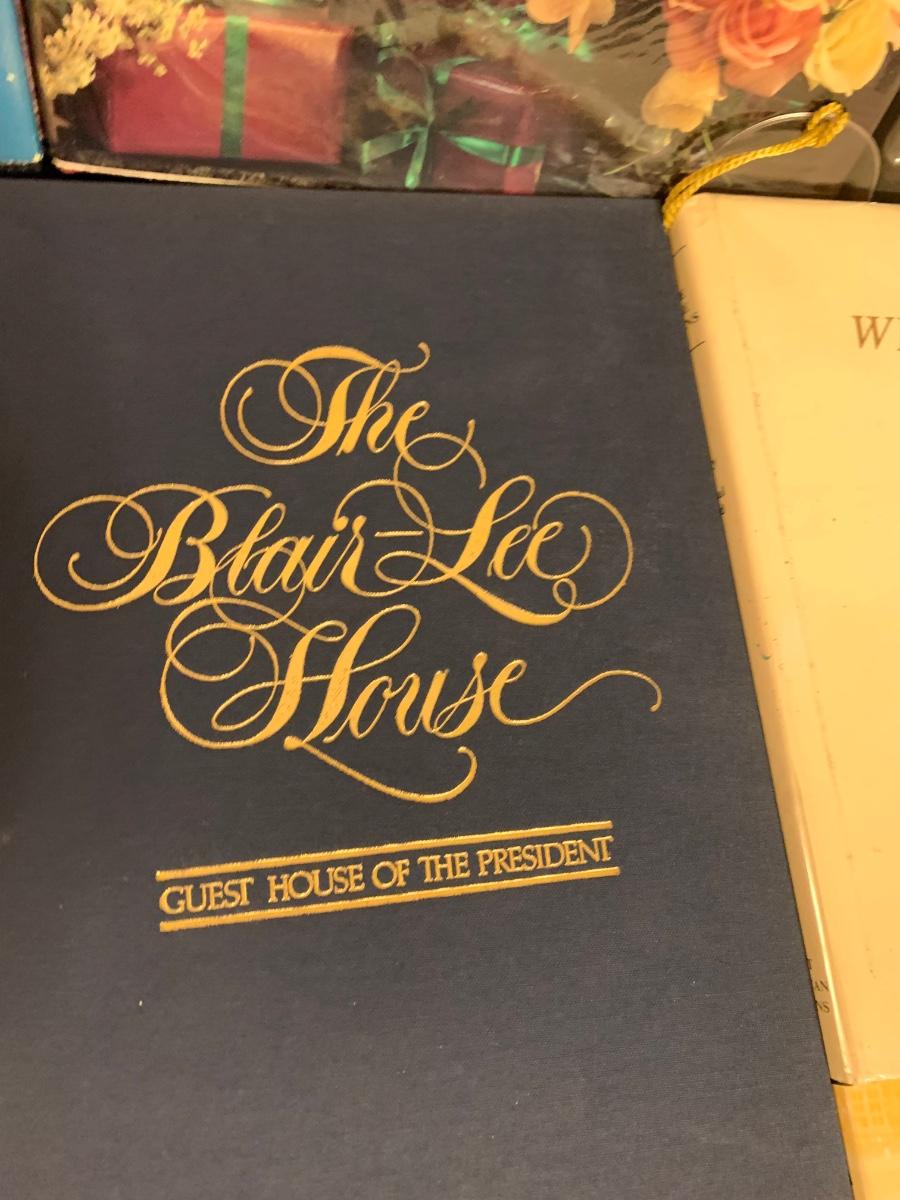 The
Blair-Lee
House
GUEST HOUSE OF THE PRESIDENT